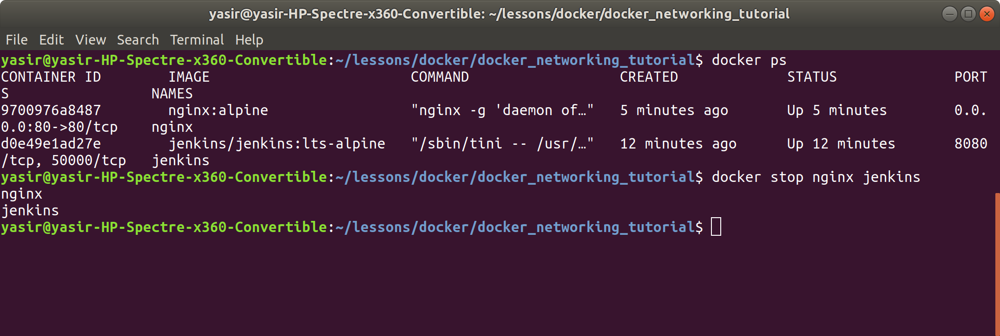 yasir@yasir-HP-Spectre-x360-Convertible: ~/lessons/docker/docker_networking_tutorial
File Edit View Search Terminal Help
yasir@yasir-HP-Spectre-x360-Convertible:~/lessons/docker/docker_networking_tutorial$ docker ps
CONTAINER ID        IMAGE                        COMMAND                  CREATED             STATUS              PORT
S                 NAMES
9700976a8487        nginx:alpine                 "nginx -g 'daemon of…"   5 minutes ago       Up 5 minutes        0.0.
0.0:80->80/tcp    nginx
d0e49e1ad27e        jenkins/jenkins:lts-alpine   "/sbin/tini -- /usr/…"   12 minutes ago      Up 12 minutes       8080
/tcp, 50000/tcp   jenkins
yasir@yasir-HP-Spectre-x360-Convertible:~/lessons/docker/docker_networking_tutorial$ docker stop nginx jenkins
nginx
jenkins
yasir@yasir-HP-Spectre-x360-Convertible:~/lessons/docker/docker_networking_tutorial$